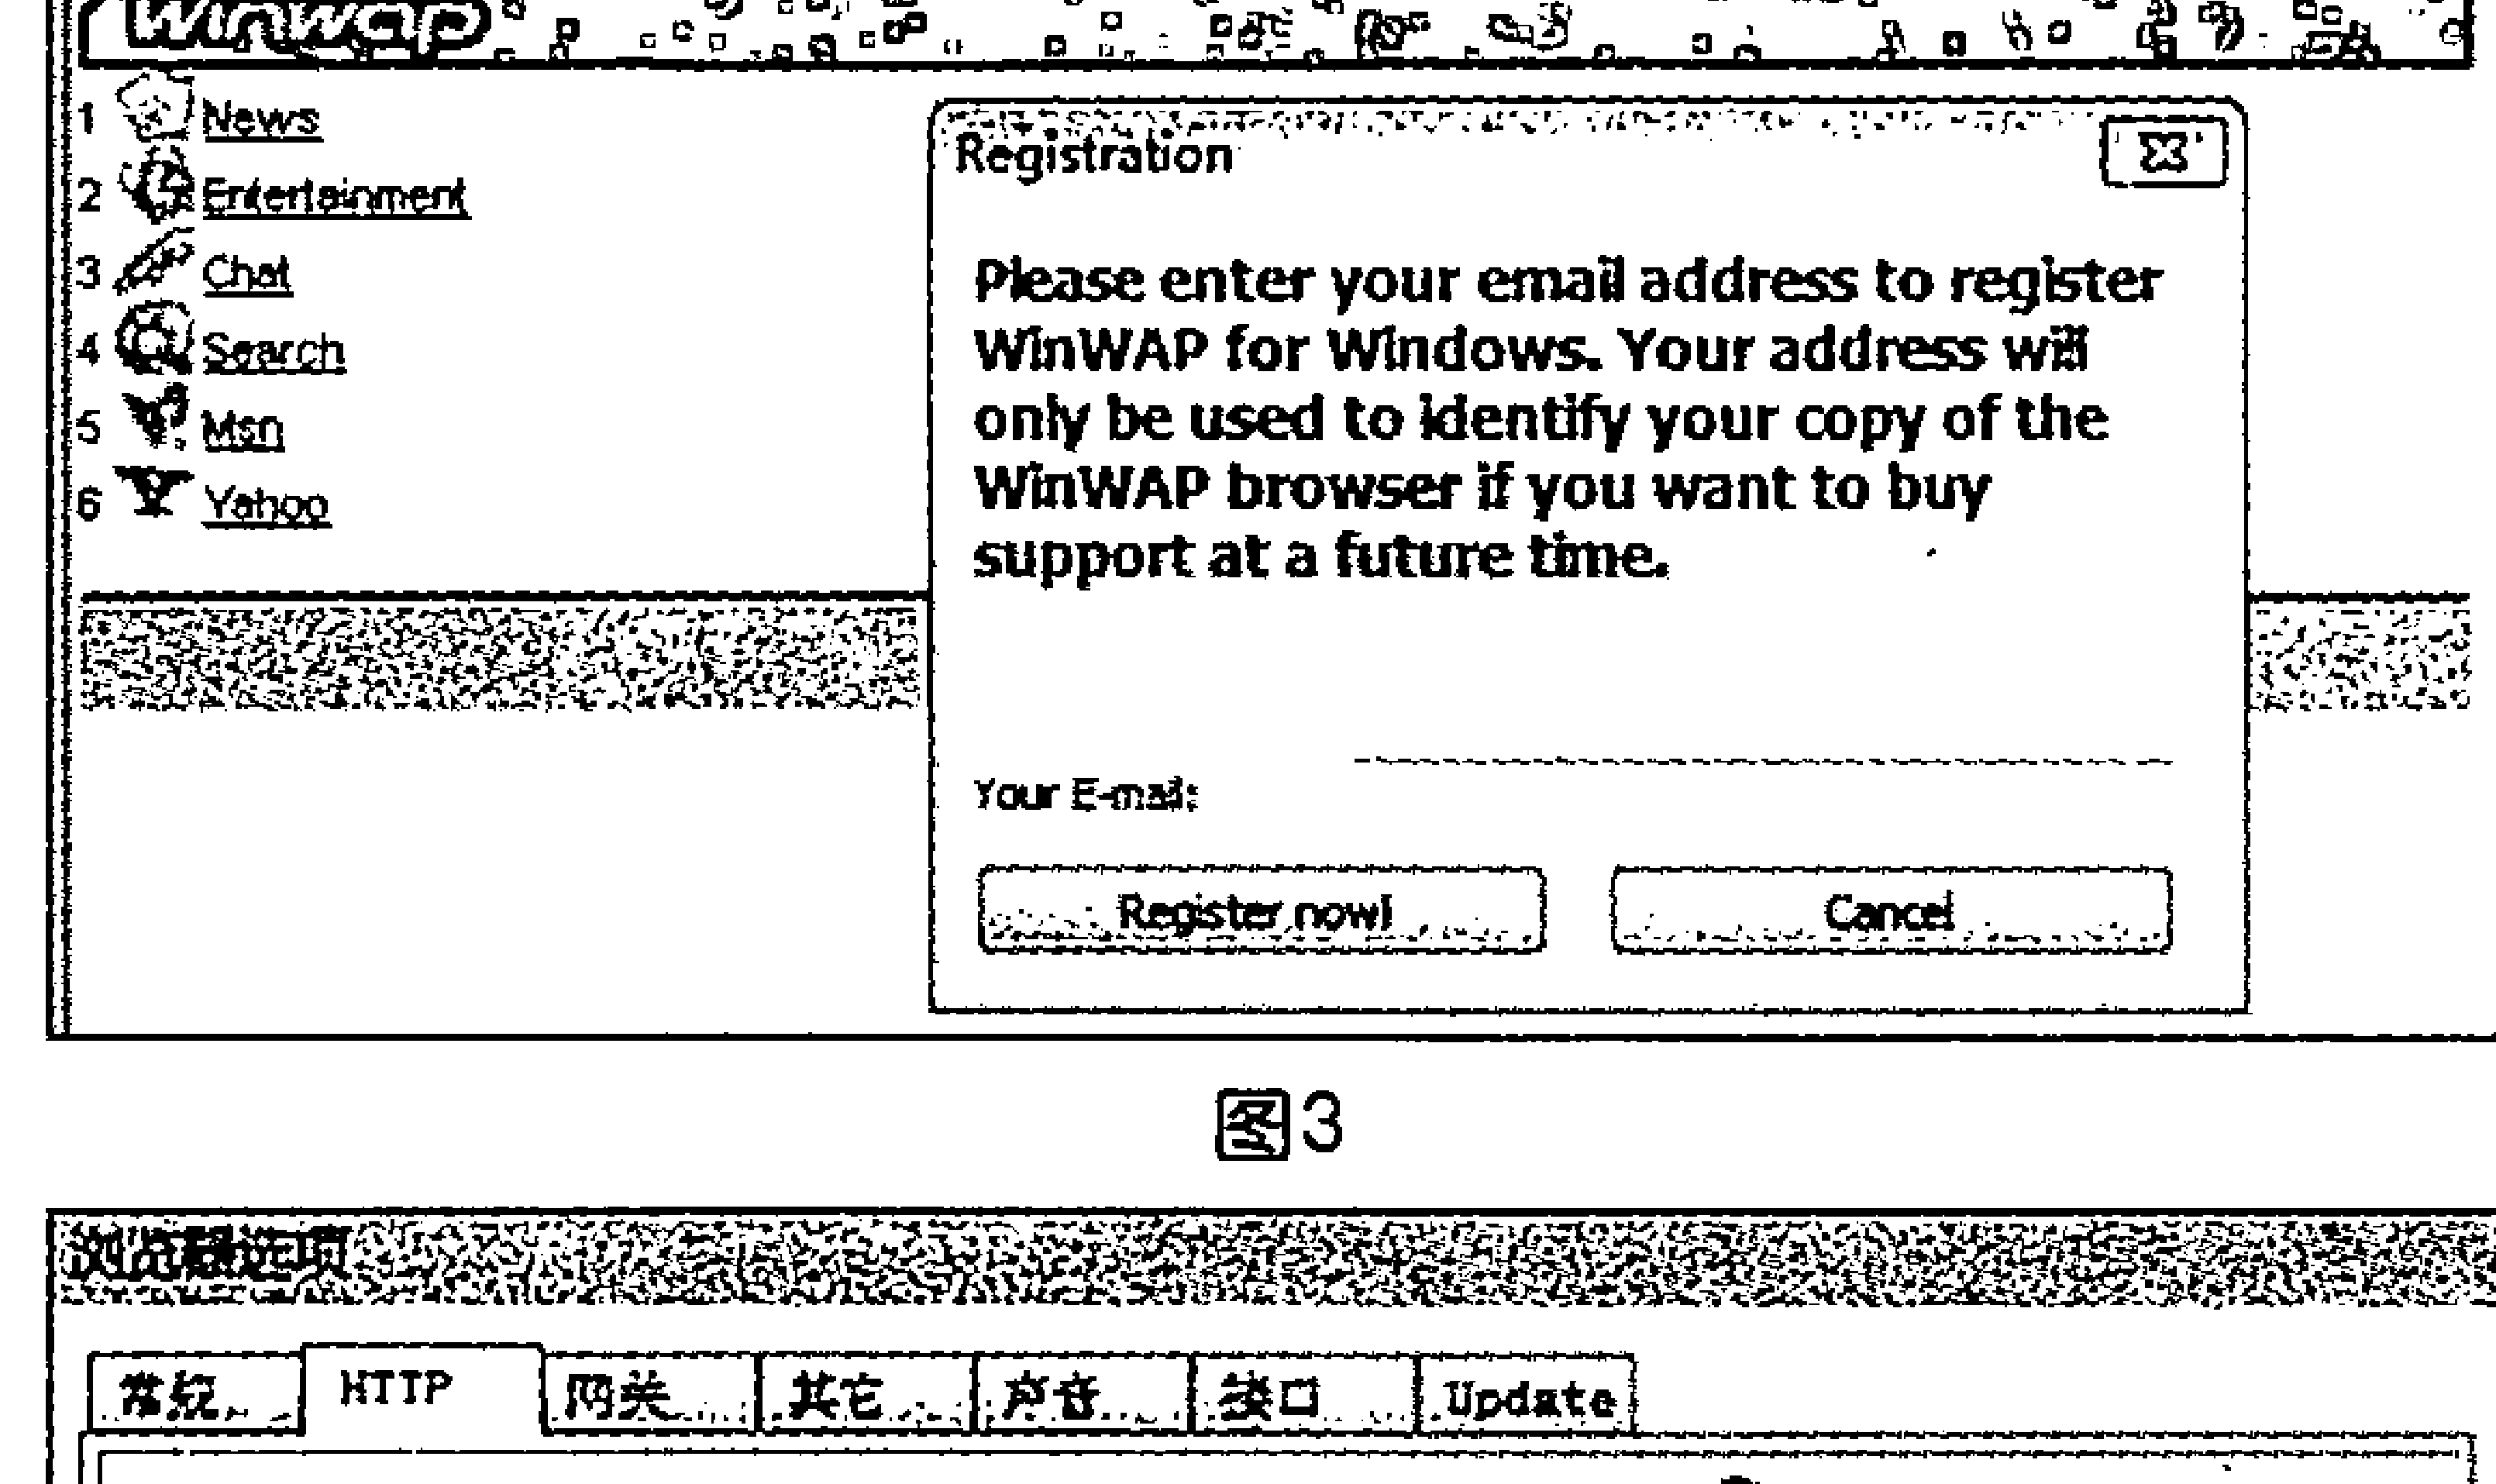 winwap
1 News
2 Entertainment
3 Chat
4 Search
5 Msn
6 Yahoo
Registration
Please enter your email address to register
WinWAP for Windows. Your address will
only be used to identify your copy of the
WinWAP browser if you want to buy
support at a future time.
Your E-mail:
Register now! Cancel
图3
浏览器选项
常规 HTTP 网关 其它 声音 接口 Update